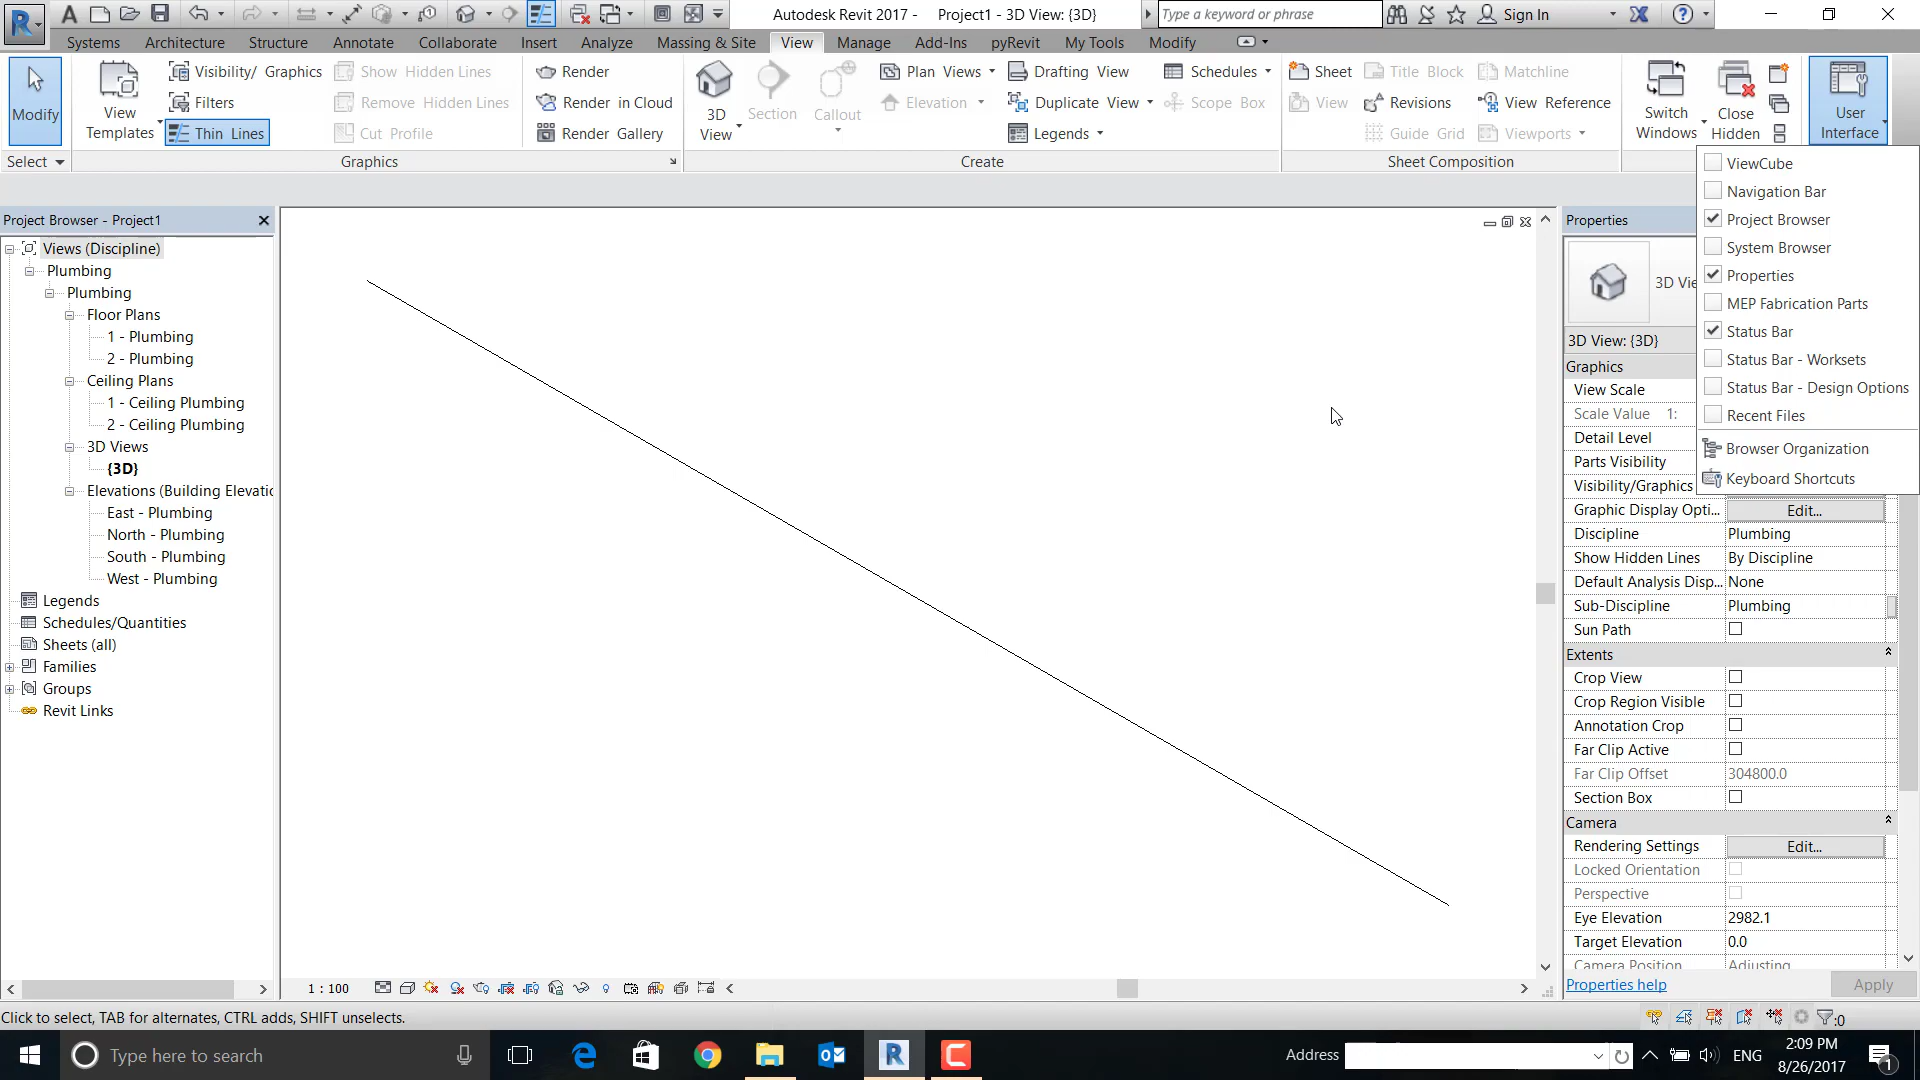 Autodesk Revit 2017 - Project1 - 3D View: {3D}
Type a keyword or phrase
Sign In
Systems Architecture Structure Annotate Collaborate Insert Analyze Massing & Site View Manage Add-Ins pyRevit My Tools Modify
Modify
Select
View
Templates
Visibility/ Graphics
Filters
Thin Lines
Show Hidden Lines
Remove Hidden Lines
Cut Profile
Graphics
Render
Render in Cloud
Render Gallery
3D
View
Section
Callout
Plan Views
Elevation
Drafting View
Duplicate View
Legends
Schedules
Scope Box
Create
Sheet
View
Title Block
Revisions
Guide Grid
Matchline
View Reference
Viewports
Sheet Composition
Switch
Windows
Close
Hidden
User
Interface
ViewCube
Navigation Bar
Project Browser
System Browser
Properties
MEP Fabrication Parts
Status Bar
Status Bar - Worksets
Status Bar - Design Options
Recent Files
Browser Organization
Keyboard Shortcuts
Project Browser - Project1
Views (Discipline)
Plumbing
Plumbing
Floor Plans
1 - Plumbing
2 - Plumbing
Ceiling Plans
1 - Ceiling Plumbing
2 - Ceiling Plumbing
3D Views
{3D}
Elevations (Building Elevatio
East - Plumbing
North - Plumbing
South - Plumbing
West - Plumbing
Legends
Schedules/Quantities
Sheets (all)
Families
Groups
Revit Links
Properties
3D Vie
3D View: {3D}
Graphics
View Scale
Scale Value 1:
Detail Level
Parts Visibility
Visibility/Graphics
Graphic Display Opti... Edit...
Discipline Plumbing
Show Hidden Lines By Discipline
Default Analysis Disp... None
Sub-Discipline Plumbing
Sun Path
Extents
Crop View
Crop Region Visible
Annotation Crop
Far Clip Active
Far Clip Offset 304800.0
Section Box
Camera
Rendering Settings Edit...
Locked Orientation
Perspective
Eye Elevation 2982.1
Target Elevation 0.0
Camera Position Adjusting
Properties help
Apply
1 : 100
Click to select, TAB for alternates, CTRL adds, SHIFT unselects.
:0
Type here to search
Address
ENG
2:09 PM
8/26/2017
1